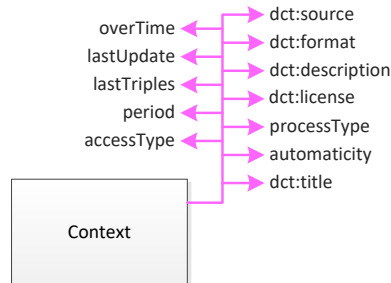 overTime
lastUpdate
lastTriples
period
accessType
dct:source
dct:format
dct:description
dct:license
processType
automaticity
dct:title
Context